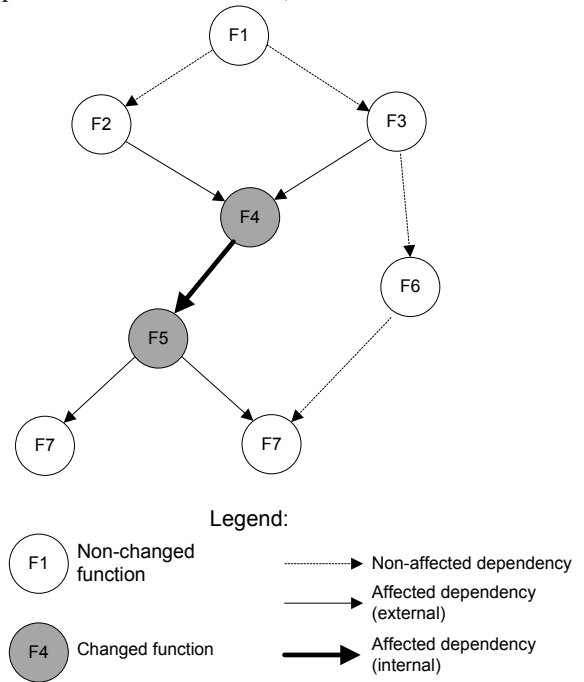 F1
F2
F3
F4
F6
F5
F7
F7
Legend:
F1
Non-changed
function
Non-affected dependency
Affected dependency
(external)
F4
Changed function
Affected dependency
(internal)